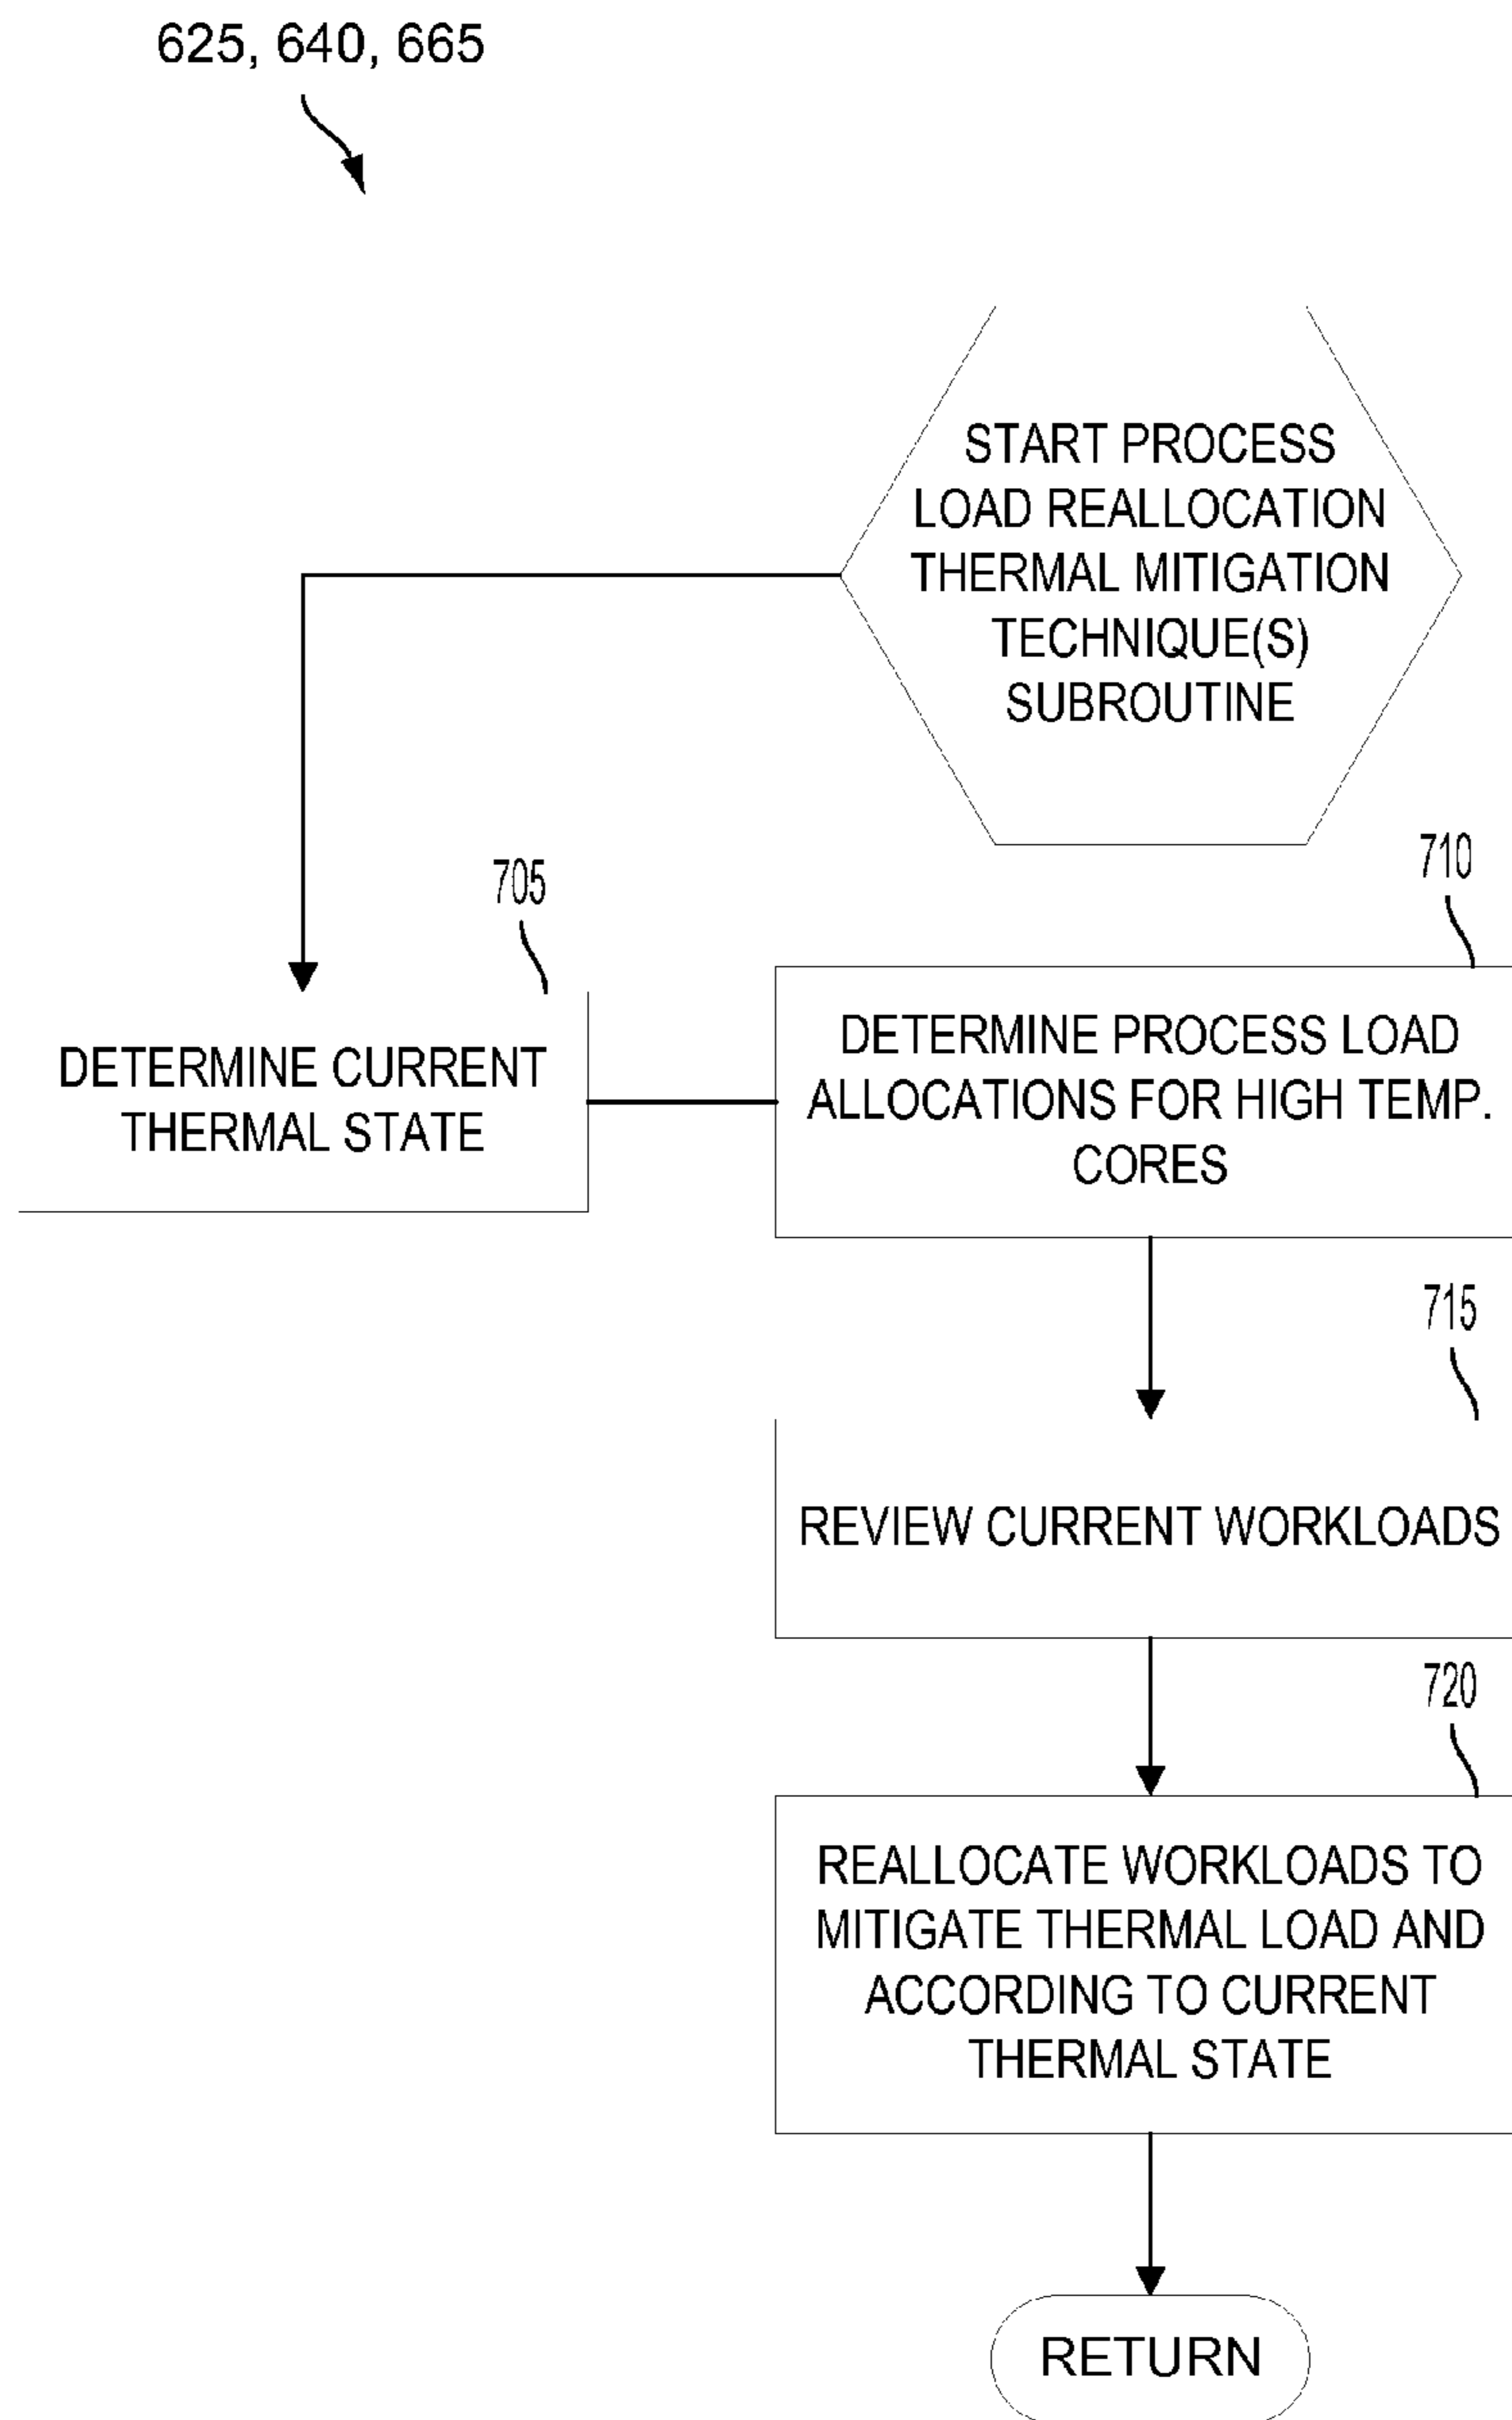 625, 640, 665
START PROCESS
LOAD REALLOCATION
THERMAL MITIGATION
TECHNIQUE(S)
SUBROUTINE
705
DETERMINE CURRENT
THERMAL STATE
710
DETERMINE PROCESS LOAD
ALLOCATIONS FOR HIGH TEMP.
CORES
715
REVIEW CURRENT WORKLOADS
720
REALLOCATE WORKLOADS TO
MITIGATE THERMAL LOAD AND
ACCORDING TO CURRENT
THERMAL STATE
RETURN